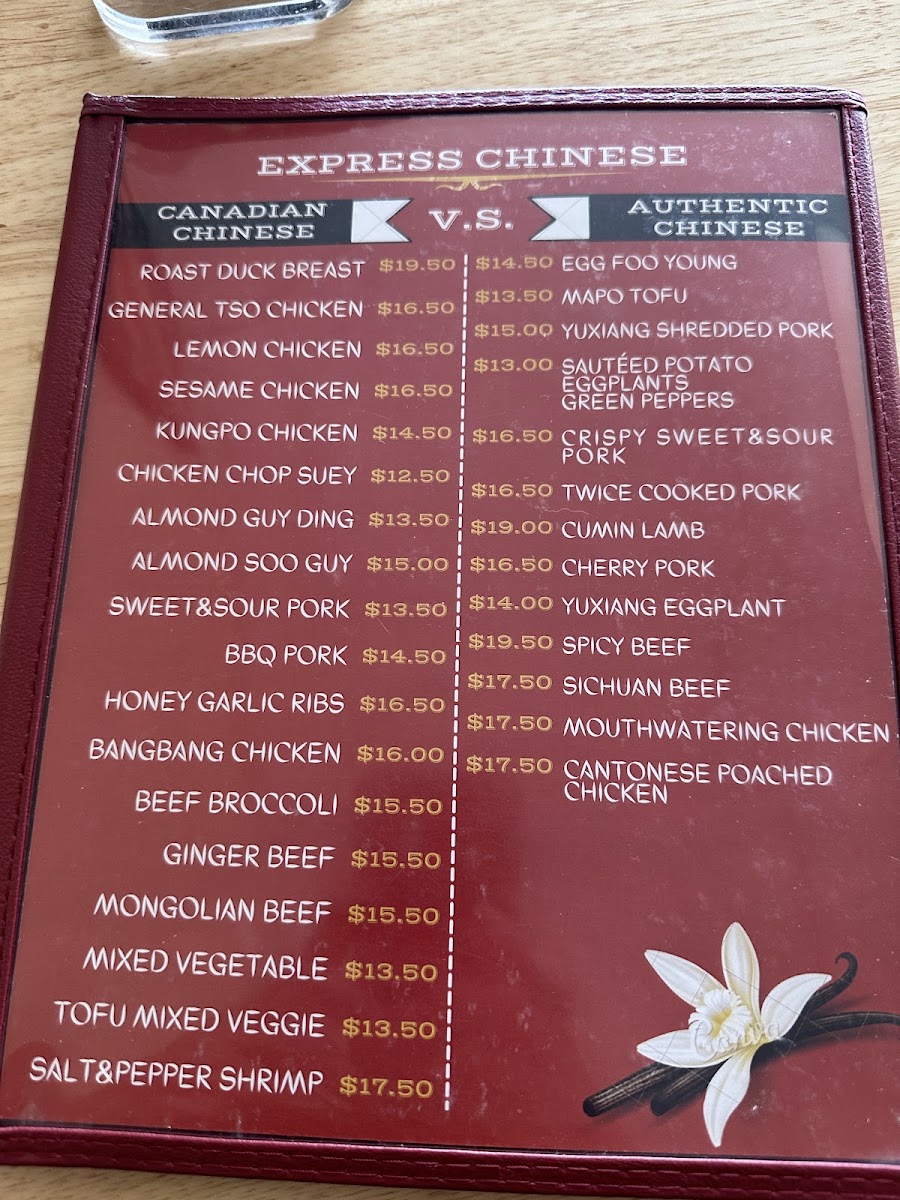 EXPRESS CHINESE
CANADIAN
CHINESE
V.S.
AUTHENTIC
CHINESE
ROAST DUCK BREAST $19.50
GENERAL TSO CHICKEN $16.50
LEMON CHICKEN $16.50
SESAME CHICKEN $16.50
KUNGPO CHICKEN $14.50
CHICKEN CHOP SUEY $12.50
ALMOND GUY DING $13.50
ALMOND SOO GUY $15.00
SWEET&SOUR PORK $13.50
BBQ PORK $14.50
HONEY GARLIC RIBS $16.50
BANGBANG CHICKEN $16.00
BEEF BROCCOLI $15.50
GINGER BEEF $15.50
MONGOLIAN BEEF $15.50
MIXED VEGETABLE $13.50
TOFU MIXED VEGGIE $13.50
SALT&PEPPER SHRIMP $17.50
$14.50 EGG FOO YOUNG
$13.50 MAPO TOFU
$15.00 YUXIANG SHREDDED PORK
$13.00 SAUTÉED POTATO
EGGPLANTS
GREEN PEPPERS
$16.50 CRISPY SWEET&SOUR
PORK
$16.50 TWICE COOKED PORK
$19.00 CUMIN LAMB
$16.50 CHERRY PORK
$14.00 YUXIANG EGGPLANT
$19.50 SPICY BEEF
$17.50 SICHUAN BEEF
$17.50 MOUTHWATERING CHICKEN
$17.50 CANTONESE POACHED
CHICKEN
Canva